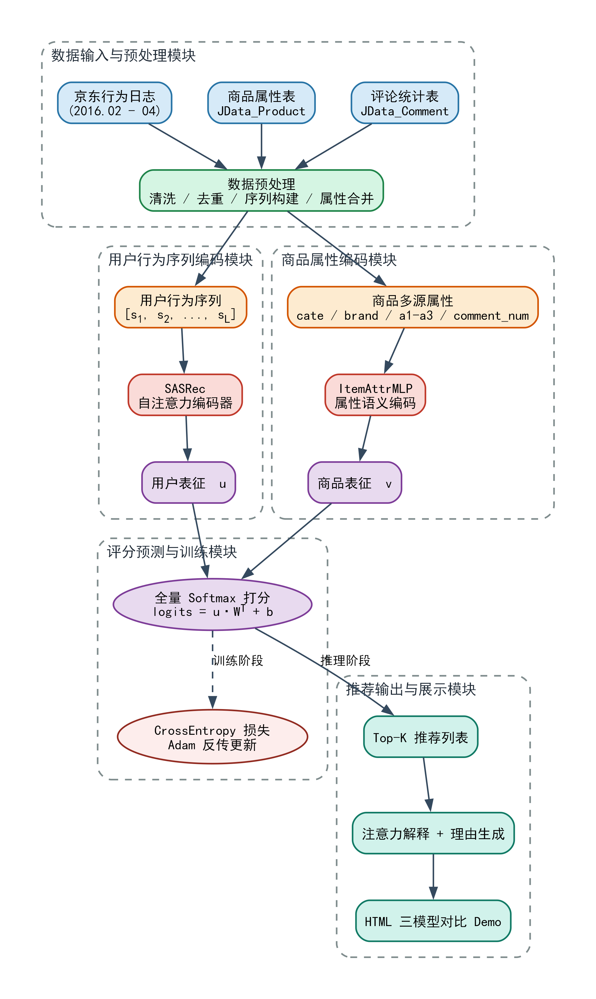 数据输入与预处理模块
京东行为日志
(2016.02 - 04)
商品属性表
JData_Product
评论统计表
JData_Comment
数据预处理
清洗 / 去重 / 序列构建 / 属性合并
用户行为序列编码模块
用户行为序列
[s₁, s₂, ..., s_L]
SASRec
自注意力编码器
用户表征 u
商品属性编码模块
商品多源属性
cate / brand / a1-a3 / comment_num
ItemAttrMLP
属性语义编码
商品表征 v
评分预测与训练模块
全量 Softmax 打分
logits = u·Wᵀ + b
训练阶段
推理阶段
CrossEntropy 损失
Adam 反传更新
推荐输出与展示模块
Top-K 推荐列表
注意力解释 + 理由生成
HTML 三模型对比 Demo